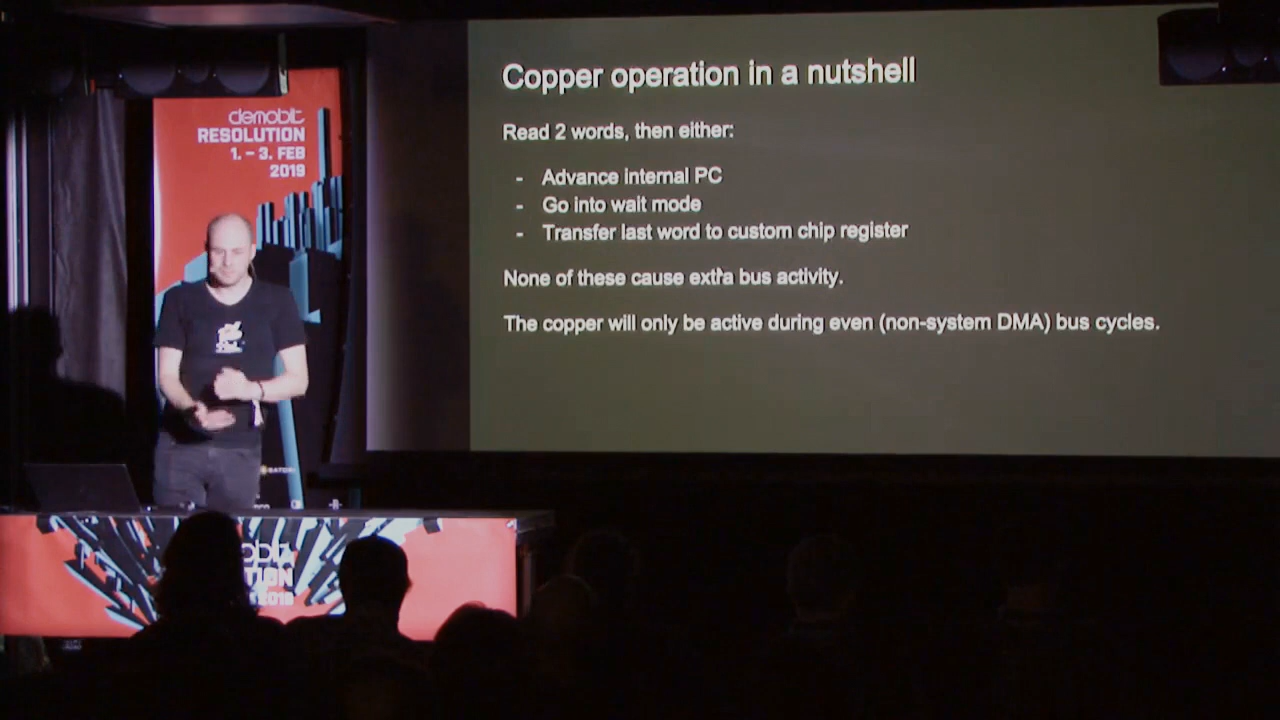 demobit
RESOLUTION
1. – 3. FEB
2019
Copper operation in a nutshell
Read 2 words, then either:
- Advance internal PC
- Go into wait mode
- Transfer last word to custom chip register
None of these cause extra bus activity.
The copper will only be active during even (non-system DMA) bus cycles.
2019